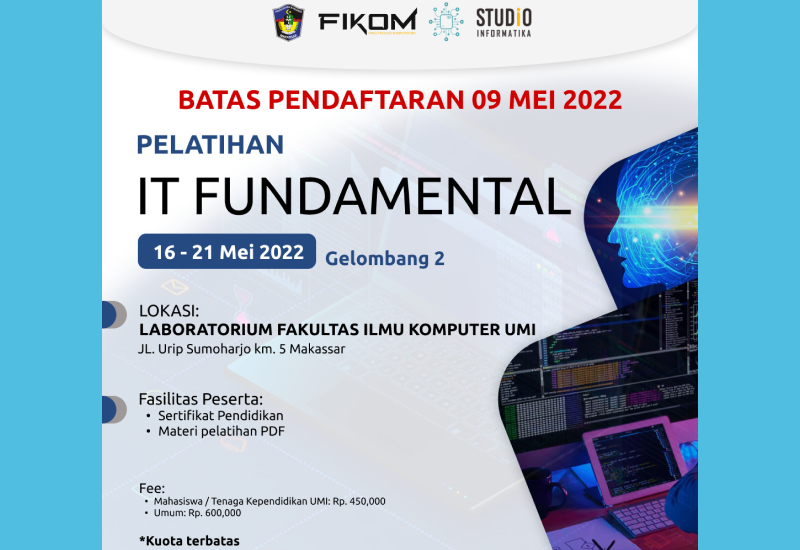 FIKOM
STUDiO
INFORMATIKA
BATAS PENDAFTARAN 09 MEI 2022
PELATIHAN
IT FUNDAMENTAL
16 - 21 Mei 2022
Gelombang 2
LOKASI:
LABORATORIUM FAKULTAS ILMU KOMPUTER UMI
JL. Urip Sumoharjo km. 5 Makassar
Fasilitas Peserta:
• Sertifikat Pendidikan
• Materi pelatihan PDF
Fee:
• Mahasiswa / Tenaga Kependidikan UMI: Rp. 450,000
• Umum: Rp. 600,000
*Kuota terbatas